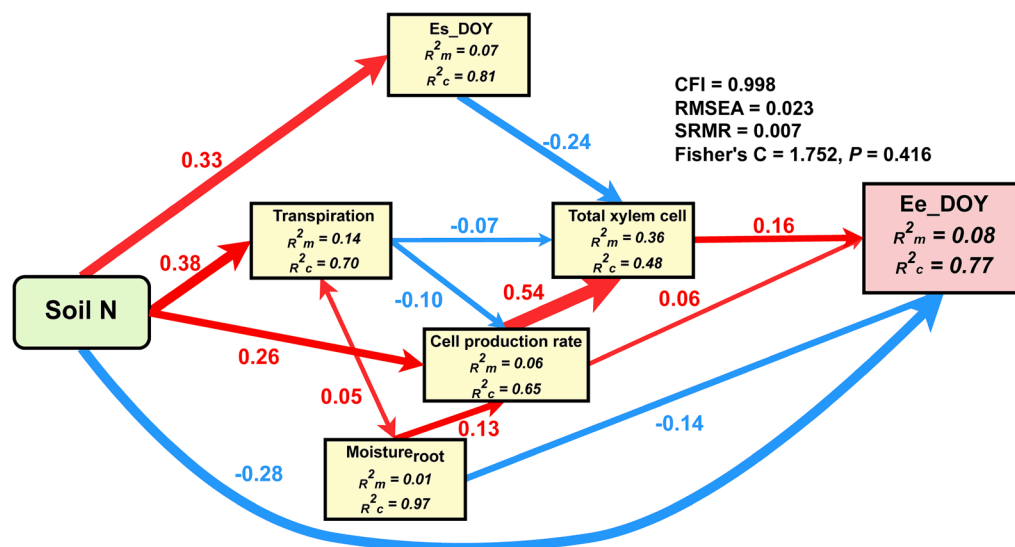 Es_DOY
R²m = 0.07
R²c = 0.81
CFI = 0.998
RMSEA = 0.023
SRMR = 0.007
Fisher's C = 1.752, P = 0.416
0.33
-0.24
Transpiration
R²m = 0.14
R²c = 0.70
-0.07
Total xylem cell
R²m = 0.36
R²c = 0.48
0.16
Ee_DOY
R²m = 0.08
R²c = 0.77
0.38
Soil N
-0.10
0.54
0.06
0.26
Cell production rate
R²m = 0.06
R²c = 0.65
0.05
0.13
-0.14
Moistureroot
R²m = 0.01
R²c = 0.97
-0.28